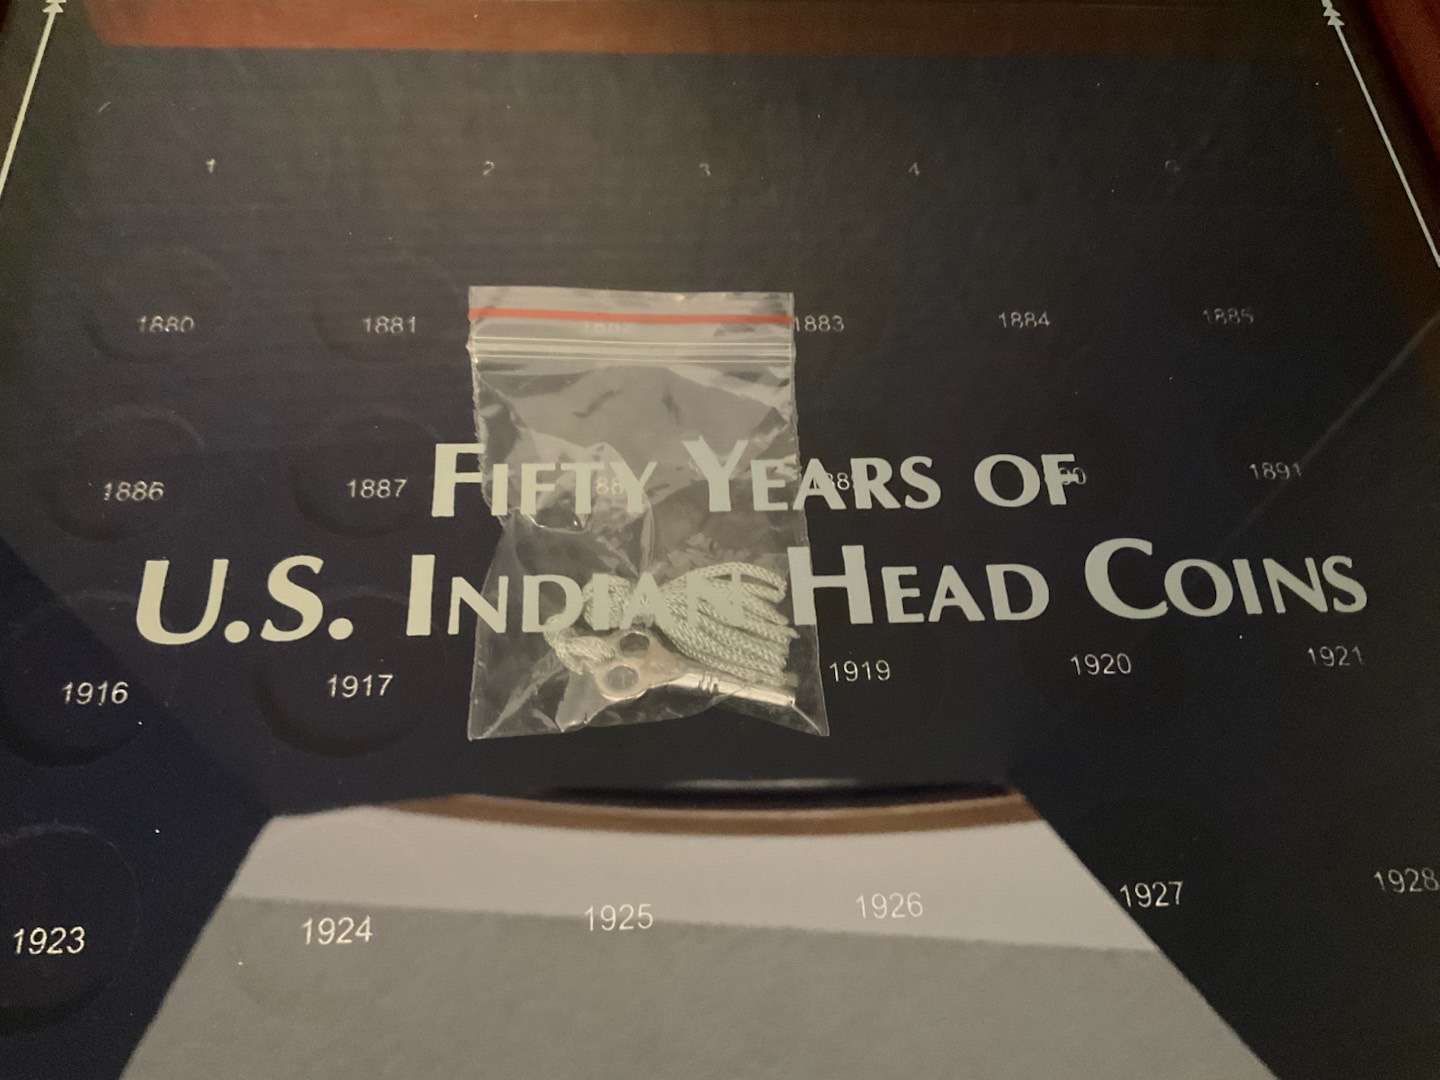 1 2 3 4
1880 1881 1883 1884 1885
1886 1887 1891
FIFTY YEARS OF
U.S. INDIAN HEAD COINS
1916 1917 1919 1920 1921
1923 1924 1925 1926 1927 1928